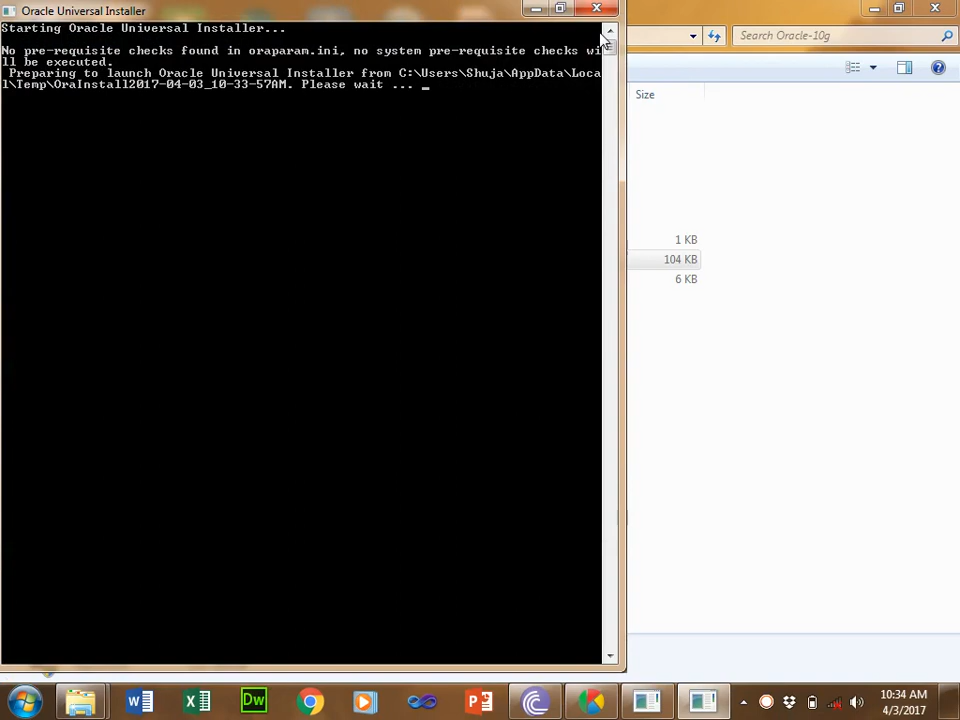 Oracle Universal Installer
Starting Oracle Universal Installer...
No pre-requisite checks found in oraparam.ini, no system pre-requisite checks wi
ll be executed.
Preparing to launch Oracle Universal Installer from C:\Users\Shuja\AppData\Loca
l\Temp\OraInstall2017-04-03_10-33-57AM. Please wait ... _
Search Oracle-10g
Size
1 KB
104 KB
6 KB
Dw
10:34 AM
4/3/2017